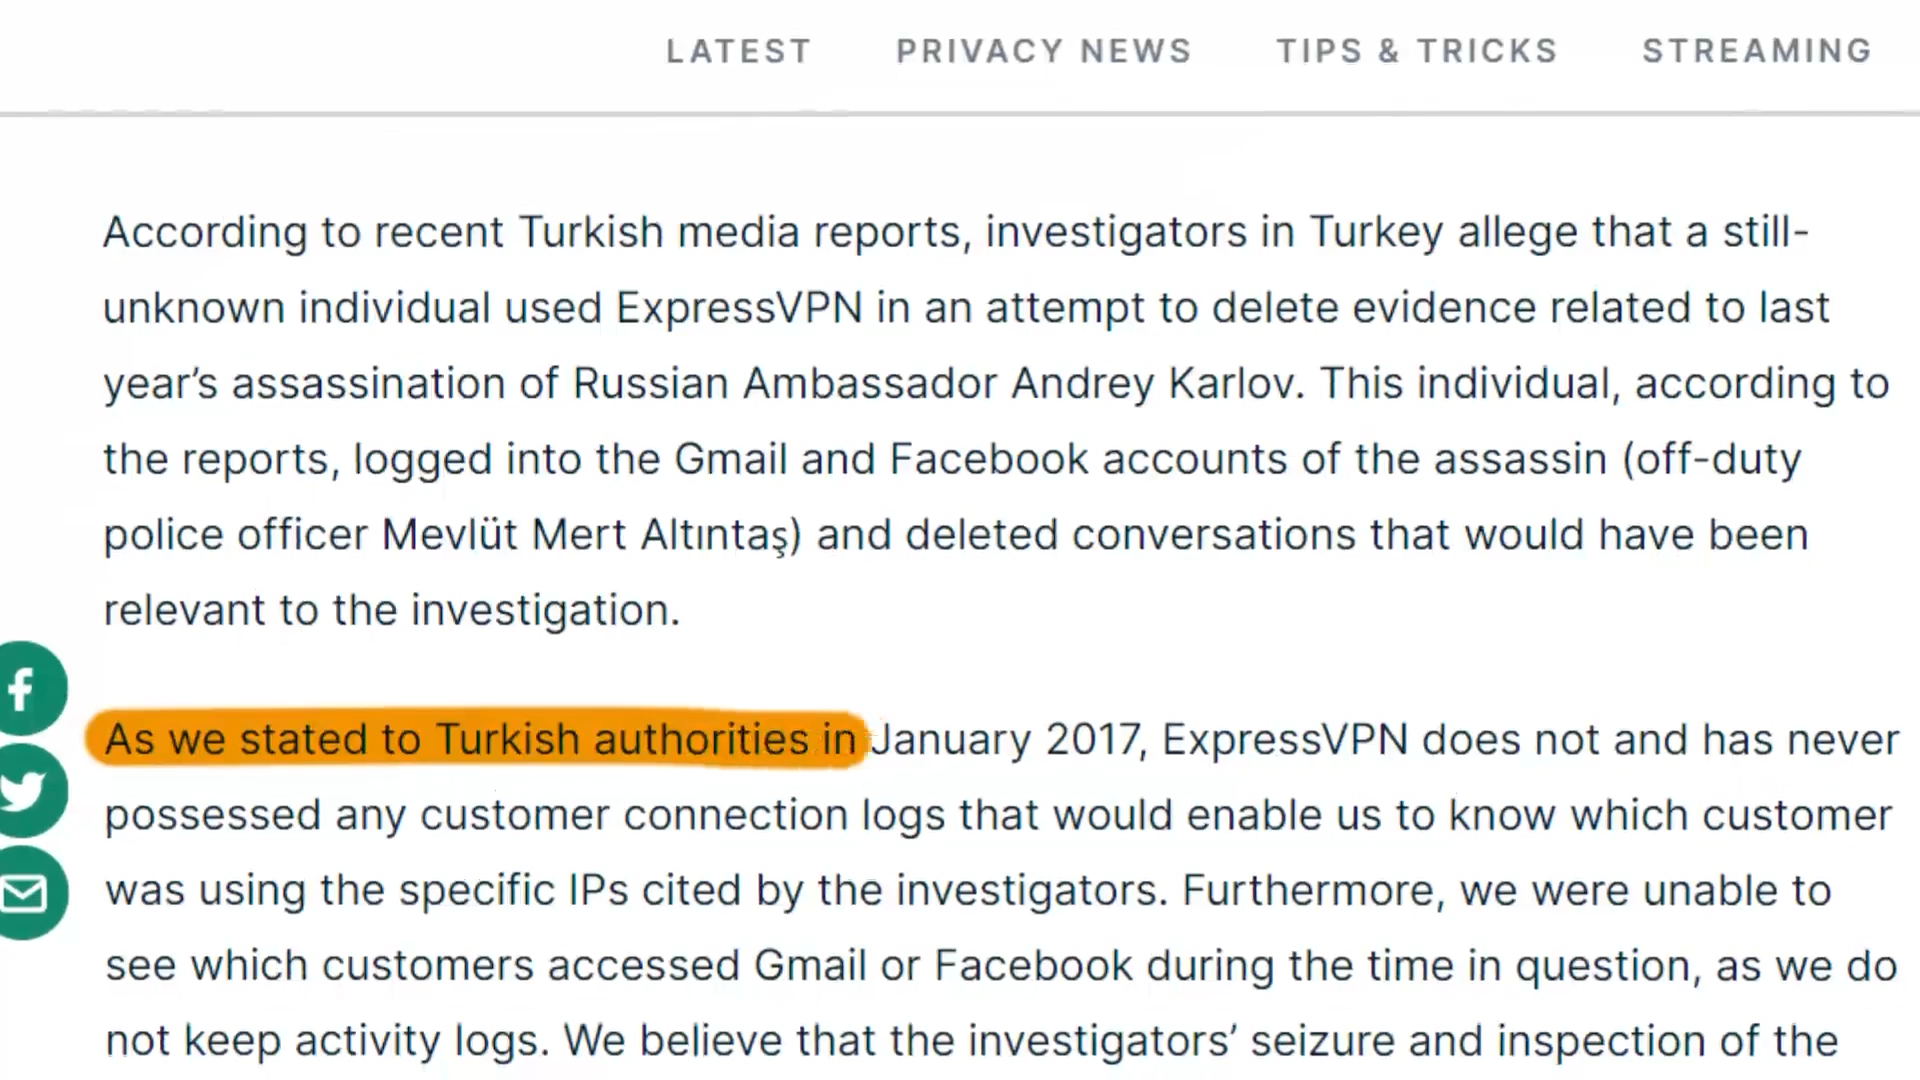 LATEST PRIVACY NEWS TIPS & TRICKS STREAMING
According to recent Turkish media reports, investigators in Turkey allege that a still-
unknown individual used ExpressVPN in an attempt to delete evidence related to last
year’s assassination of Russian Ambassador Andrey Karlov. This individual, according to
the reports, logged into the Gmail and Facebook accounts of the assassin (off-duty
police officer Mevlüt Mert Altıntaş) and deleted conversations that would have been
relevant to the investigation.
As we stated to Turkish authorities in January 2017, ExpressVPN does not and has never
possessed any customer connection logs that would enable us to know which customer
was using the specific IPs cited by the investigators. Furthermore, we were unable to
see which customers accessed Gmail or Facebook during the time in question, as we do
not keep activity logs. We believe that the investigators’ seizure and inspection of the